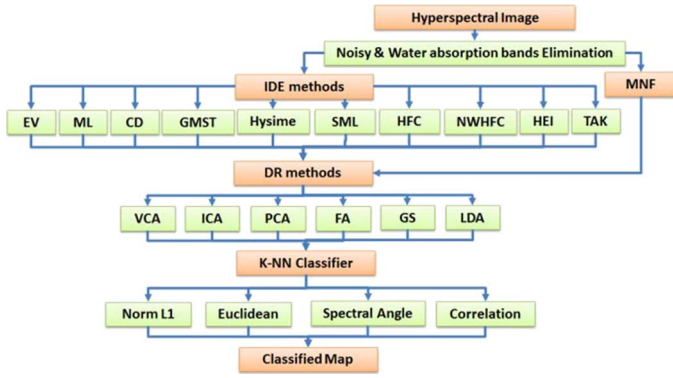 Hyperspectral Image
Noisy & Water absorption bands Elimination
IDE methods
MNF
EV
ML
CD
GMST
Hysime
SML
HFC
NWHFC
HEI
TAK
DR methods
VCA
ICA
PCA
FA
GS
LDA
K-NN Classifier
Norm L1
Euclidean
Spectral Angle
Correlation
Classified Map